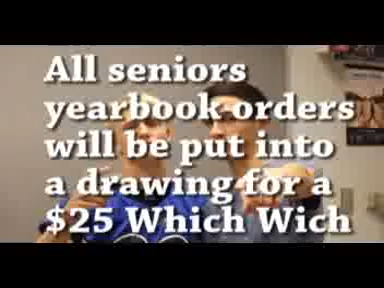 All seniors
yearbook orders
will be put into
a drawing for a
$25 Which Wich